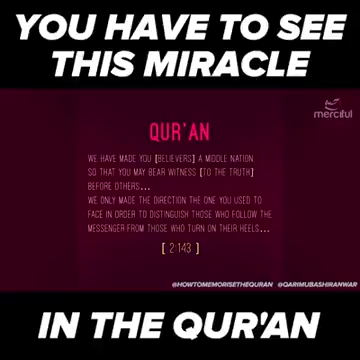 YOU HAVE TO SEE
THIS MIRACLE
merciful
QUR'AN
WE HAVE MADE YOU [BELIEVERS] A MIDDLE NATION
SO THAT YOU MAY BEAR WITNESS [TO THE TRUTH]
BEFORE OTHERS...
WE ONLY MADE THE DIRECTION THE ONE YOU USED TO
FACE IN ORDER TO DISTINGUISH THOSE WHO FOLLOW THE
MESSENGER FROM THOSE WHO TURN ON THEIR HEELS...
[ 2:143 ]
@HOWTOMEMORISETHEQURAN @QARIMUBASHIRANWAR
IN THE QUR'AN